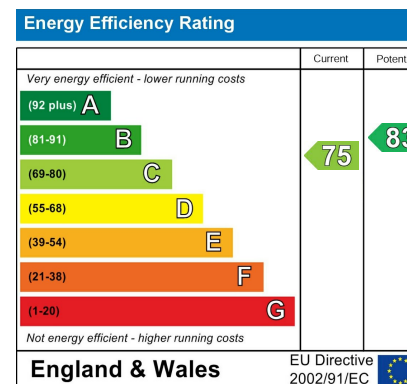 Energy Efficiency Rating
Current Potent
Very energy efficient - lower running costs
(92 plus) A
(81-91) B
83
(69-80) C
75
(55-68) D
(39-54) E
(21-38) F
(1-20) G
Not energy efficient - higher running costs
England & Wales
EU Directive
2002/91/EC